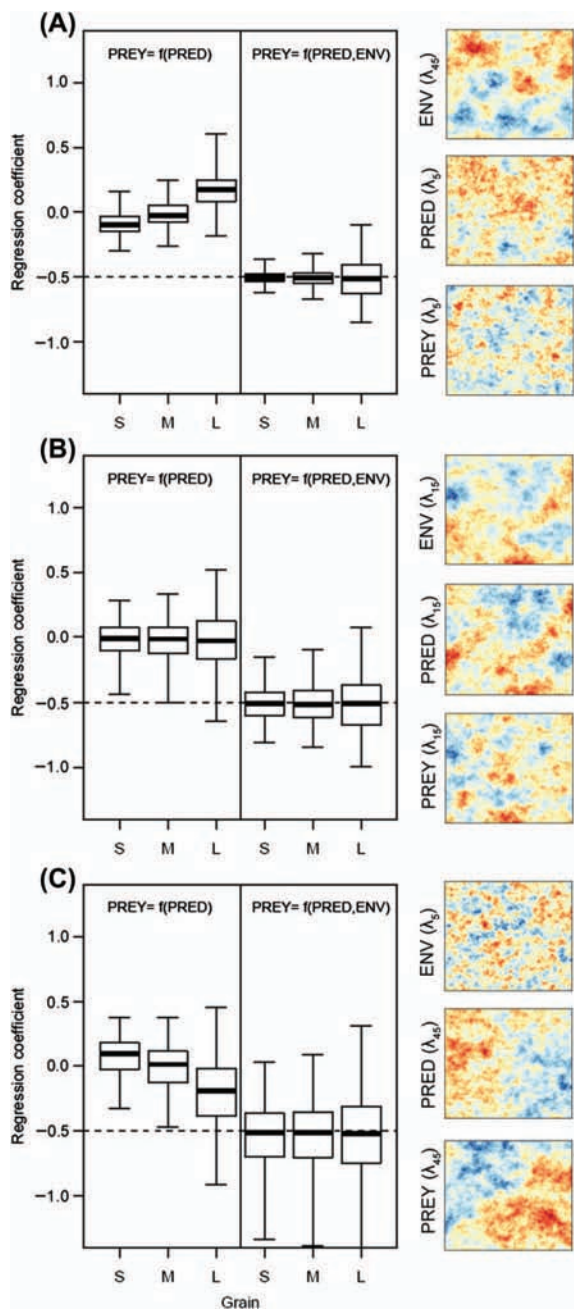 (A)
PREY= f(PRED) PREY= f(PRED,ENV)
1.0
0.5
0.0
−0.5
−1.0
Regression coefficient
S M L S M L
ENV (λ45)
PRED (λ5)
PREY (λ5)
(B)
PREY= f(PRED) PREY= f(PRED,ENV)
1.0
0.5
0.0
−0.5
−1.0
Regression coefficient
S M L S M L
ENV (λ15)
PRED (λ15)
PREY (λ15)
(C)
PREY= f(PRED) PREY= f(PRED,ENV)
1.0
0.5
0.0
−0.5
−1.0
Regression coefficient
S M L S M L
Grain
ENV (λ5)
PRED (λ45)
PREY (λ45)